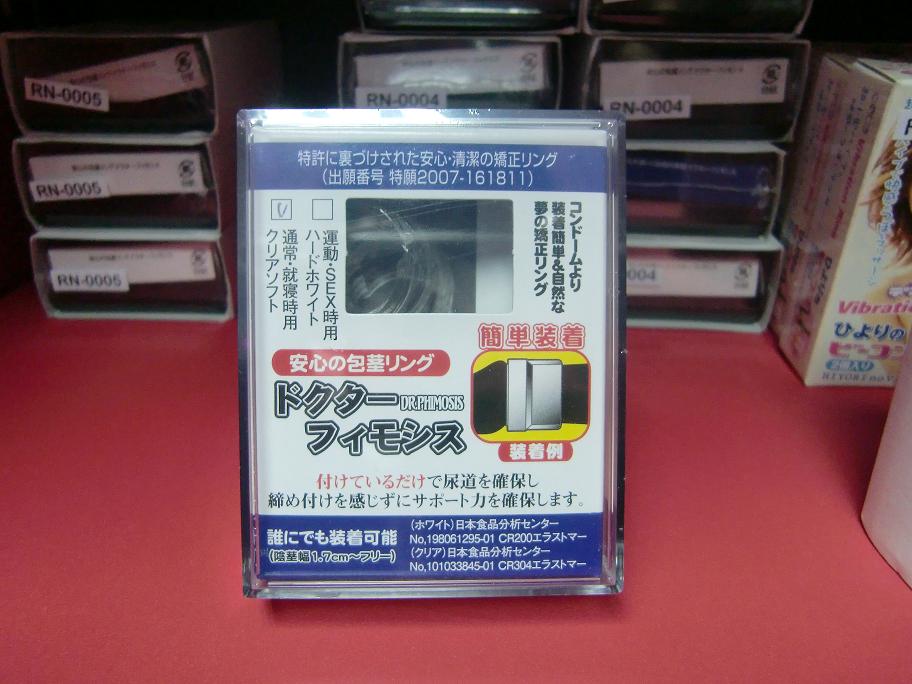 RN-0005
RN-0004
RN-0004
RN-0005
RN-0005
004
特許に裏づけされた安心・清潔の矯正リング
(出願番号 特願2007-161811)
コンドームより
装着簡単&自然な
夢の矯正リング
運動・SEX時用
ハードホワイト
通常・就寝時用
クリアソフト
簡単装着
安心の包茎リング
ドクター
DR.PHIMOSIS
フィモシス
装着例
付けているだけで尿道を確保し
締め付けを感じずにサポート力を確保します。
誰にでも装着可能
(陰茎幅1.7cm〜フリー)
(ホワイト)日本食品分析センター
No,198061295-01 CR200エラストマー
(クリア)日本食品分析センター
No,101033845-01 CR304エラストマー
Vibratio
ひよりの
ピーコン
2個入り
HIYORI no V